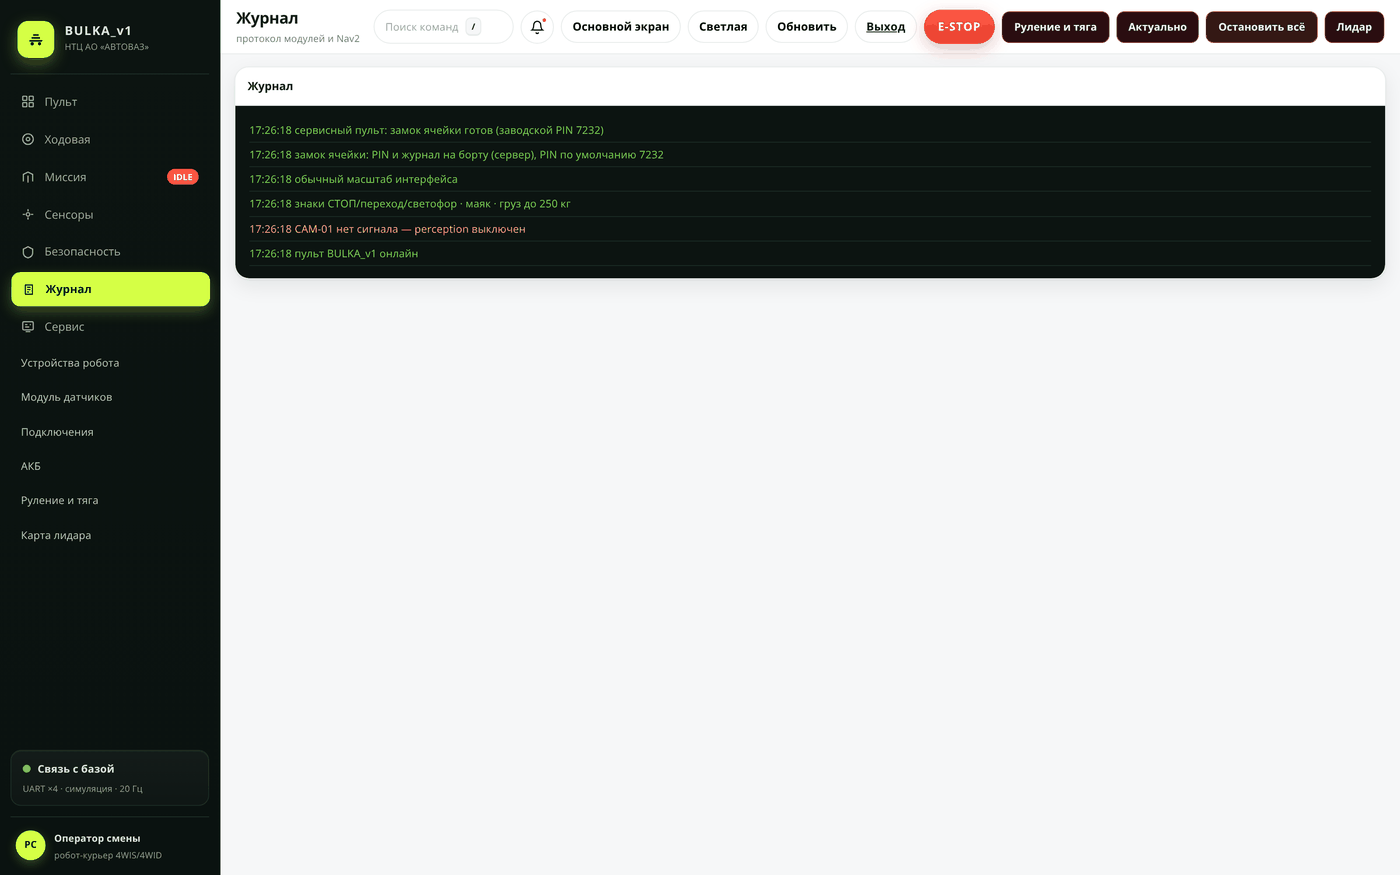 BULKA_v1
НТЦ АО «АВТОВАЗ»
Пульт
Ходовая
Миссия
IDLE
Сенсоры
Безопасность
Журнал
Сервис
Устройства робота
Модуль датчиков
Подключения
АКБ
Руление и тяга
Карта лидара
Связь с базой
UART ×4 · симуляция · 20 Гц
РС
Оператор смены
робот-курьер 4WIS/4WID
Журнал
протокол модулей и Nav2
Поиск команд /
Основной экран
Светлая
Обновить
Выход
E-STOP
Руление и тяга
Актуально
Остановить всё
Лидар
Журнал
17:26:18 сервисный пульт: замок ячейки готов (заводской PIN 7232)
17:26:18 замок ячейки: PIN и журнал на борту (сервер), PIN по умолчанию 7232
17:26:18 обычный масштаб интерфейса
17:26:18 знаки СТОП/переход/светофор · маяк · груз до 250 кг
17:26:18 CAM-01 нет сигнала — perception выключен
17:26:18 пульт BULKA_v1 онлайн